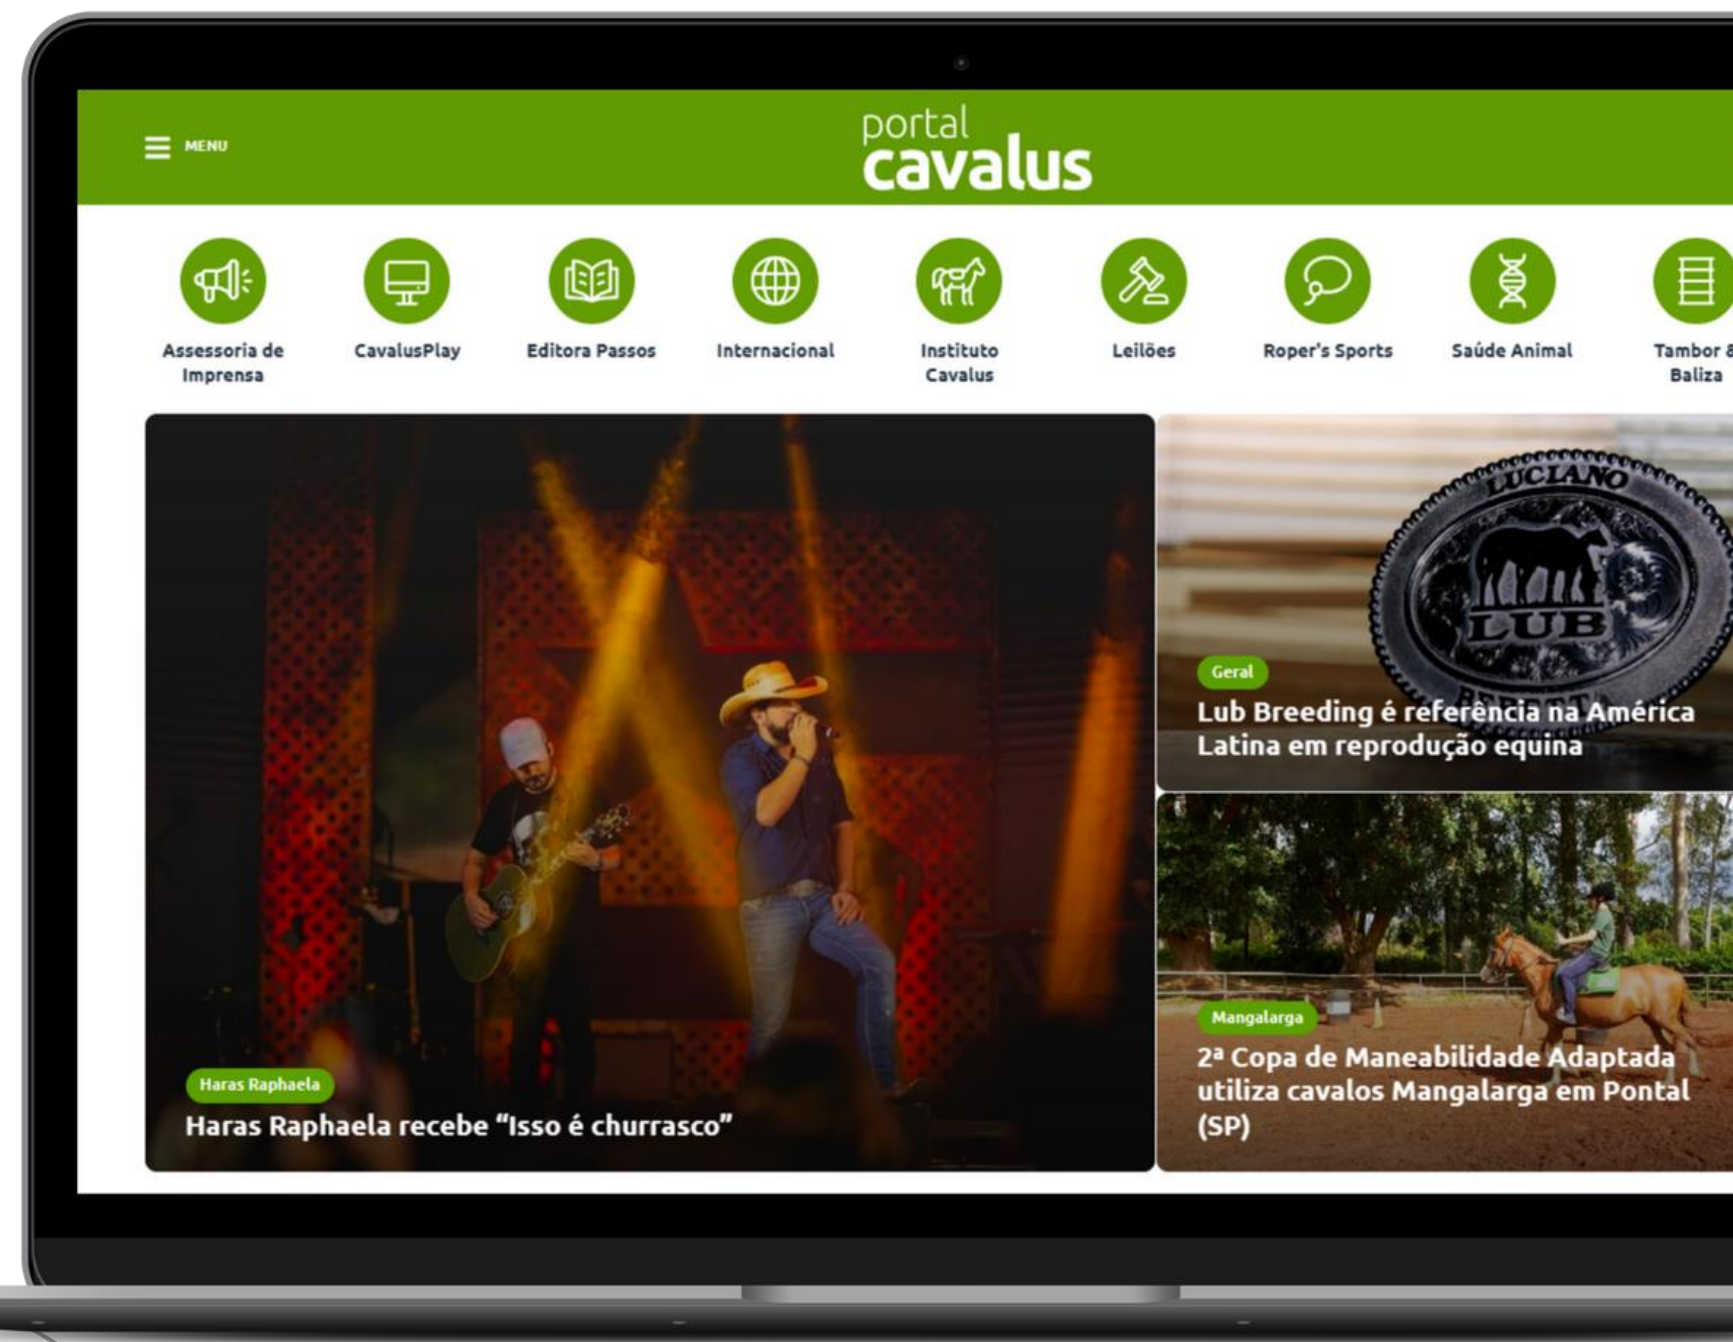 MENU
portal
cavalus
Assessoria de
Imprensa
CavalusPlay
Editora Passos
Internacional
Instituto
Cavalus
Leilões
Roper's Sports
Saúde Animal
Tambor &
Baliza
LUCIANO
LUB
BERETTA
Geral
Lub Breeding é referência na América
Latina em reprodução equina
Haras Raphaela
Haras Raphaela recebe “Isso é churrasco”
Mangalarga
2ª Copa de Maneabilidade Adaptada
utiliza cavalos Mangalarga em Pontal
(SP)